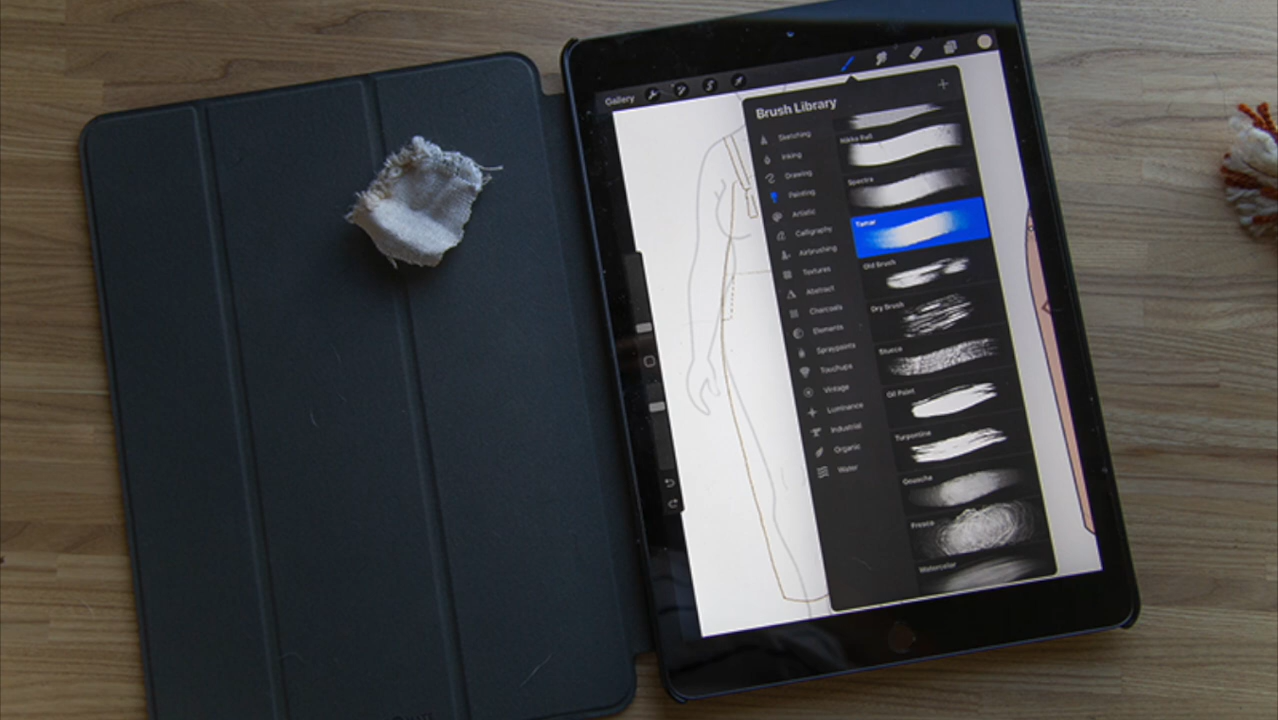 Gallery
Brush Library
Sketching
Inking
Drawing
Painting
Artistic
Calligraphy
Airbrushing
Textures
Abstract
Charcoals
Elements
Spraypaints
Touchups
Vintage
Luminance
Industrial
Organic
Water
Nikko Rull
Spectra
Tamar
Old Brush
Dry Brush
Stucco
Oil Paint
Turpentine
Gouache
Fresco
Watercolor